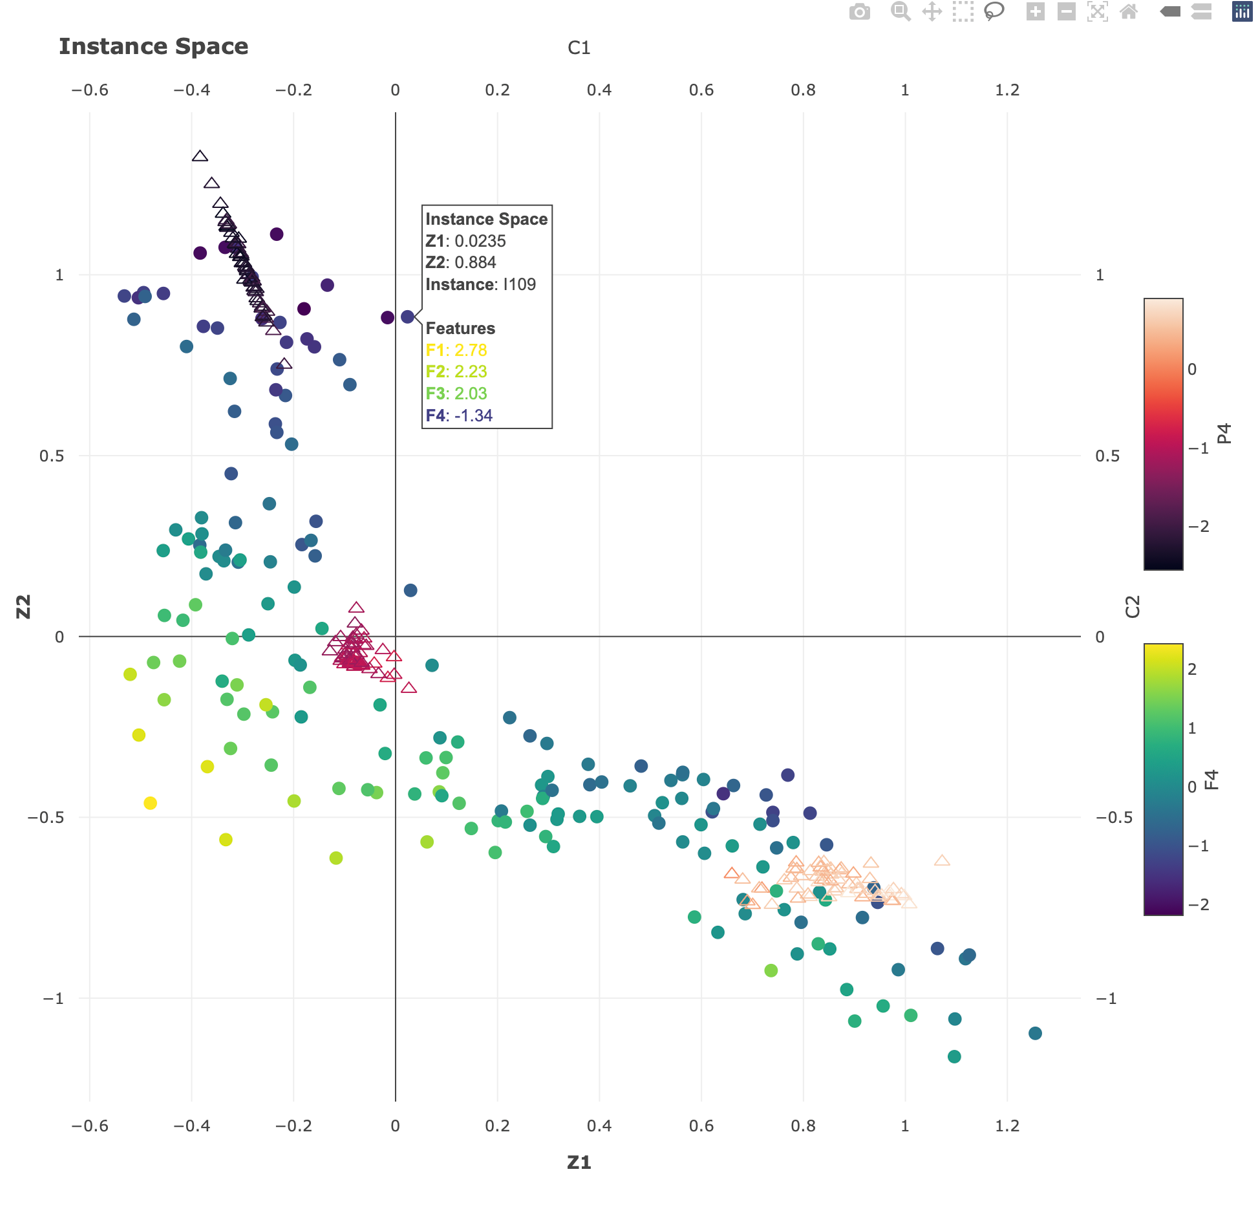 Instance Space
C1
−0.6 −0.4 −0.2 0 0.2 0.4 0.6 0.8 1 1.2
Instance Space
Z1: 0.0235
Z2: 0.884
Instance: I109
Features
F1: 2.78
F2: 2.23
F3: 2.03
F4: -1.34
1
0.5
0
−0.5
−1
Z2
1
0.5
0
−0.5
−1
C2
0
−1
−2
P4
2
1
0
−1
−2
F4
−0.6 −0.4 −0.2 0 0.2 0.4 0.6 0.8 1 1.2
Z1